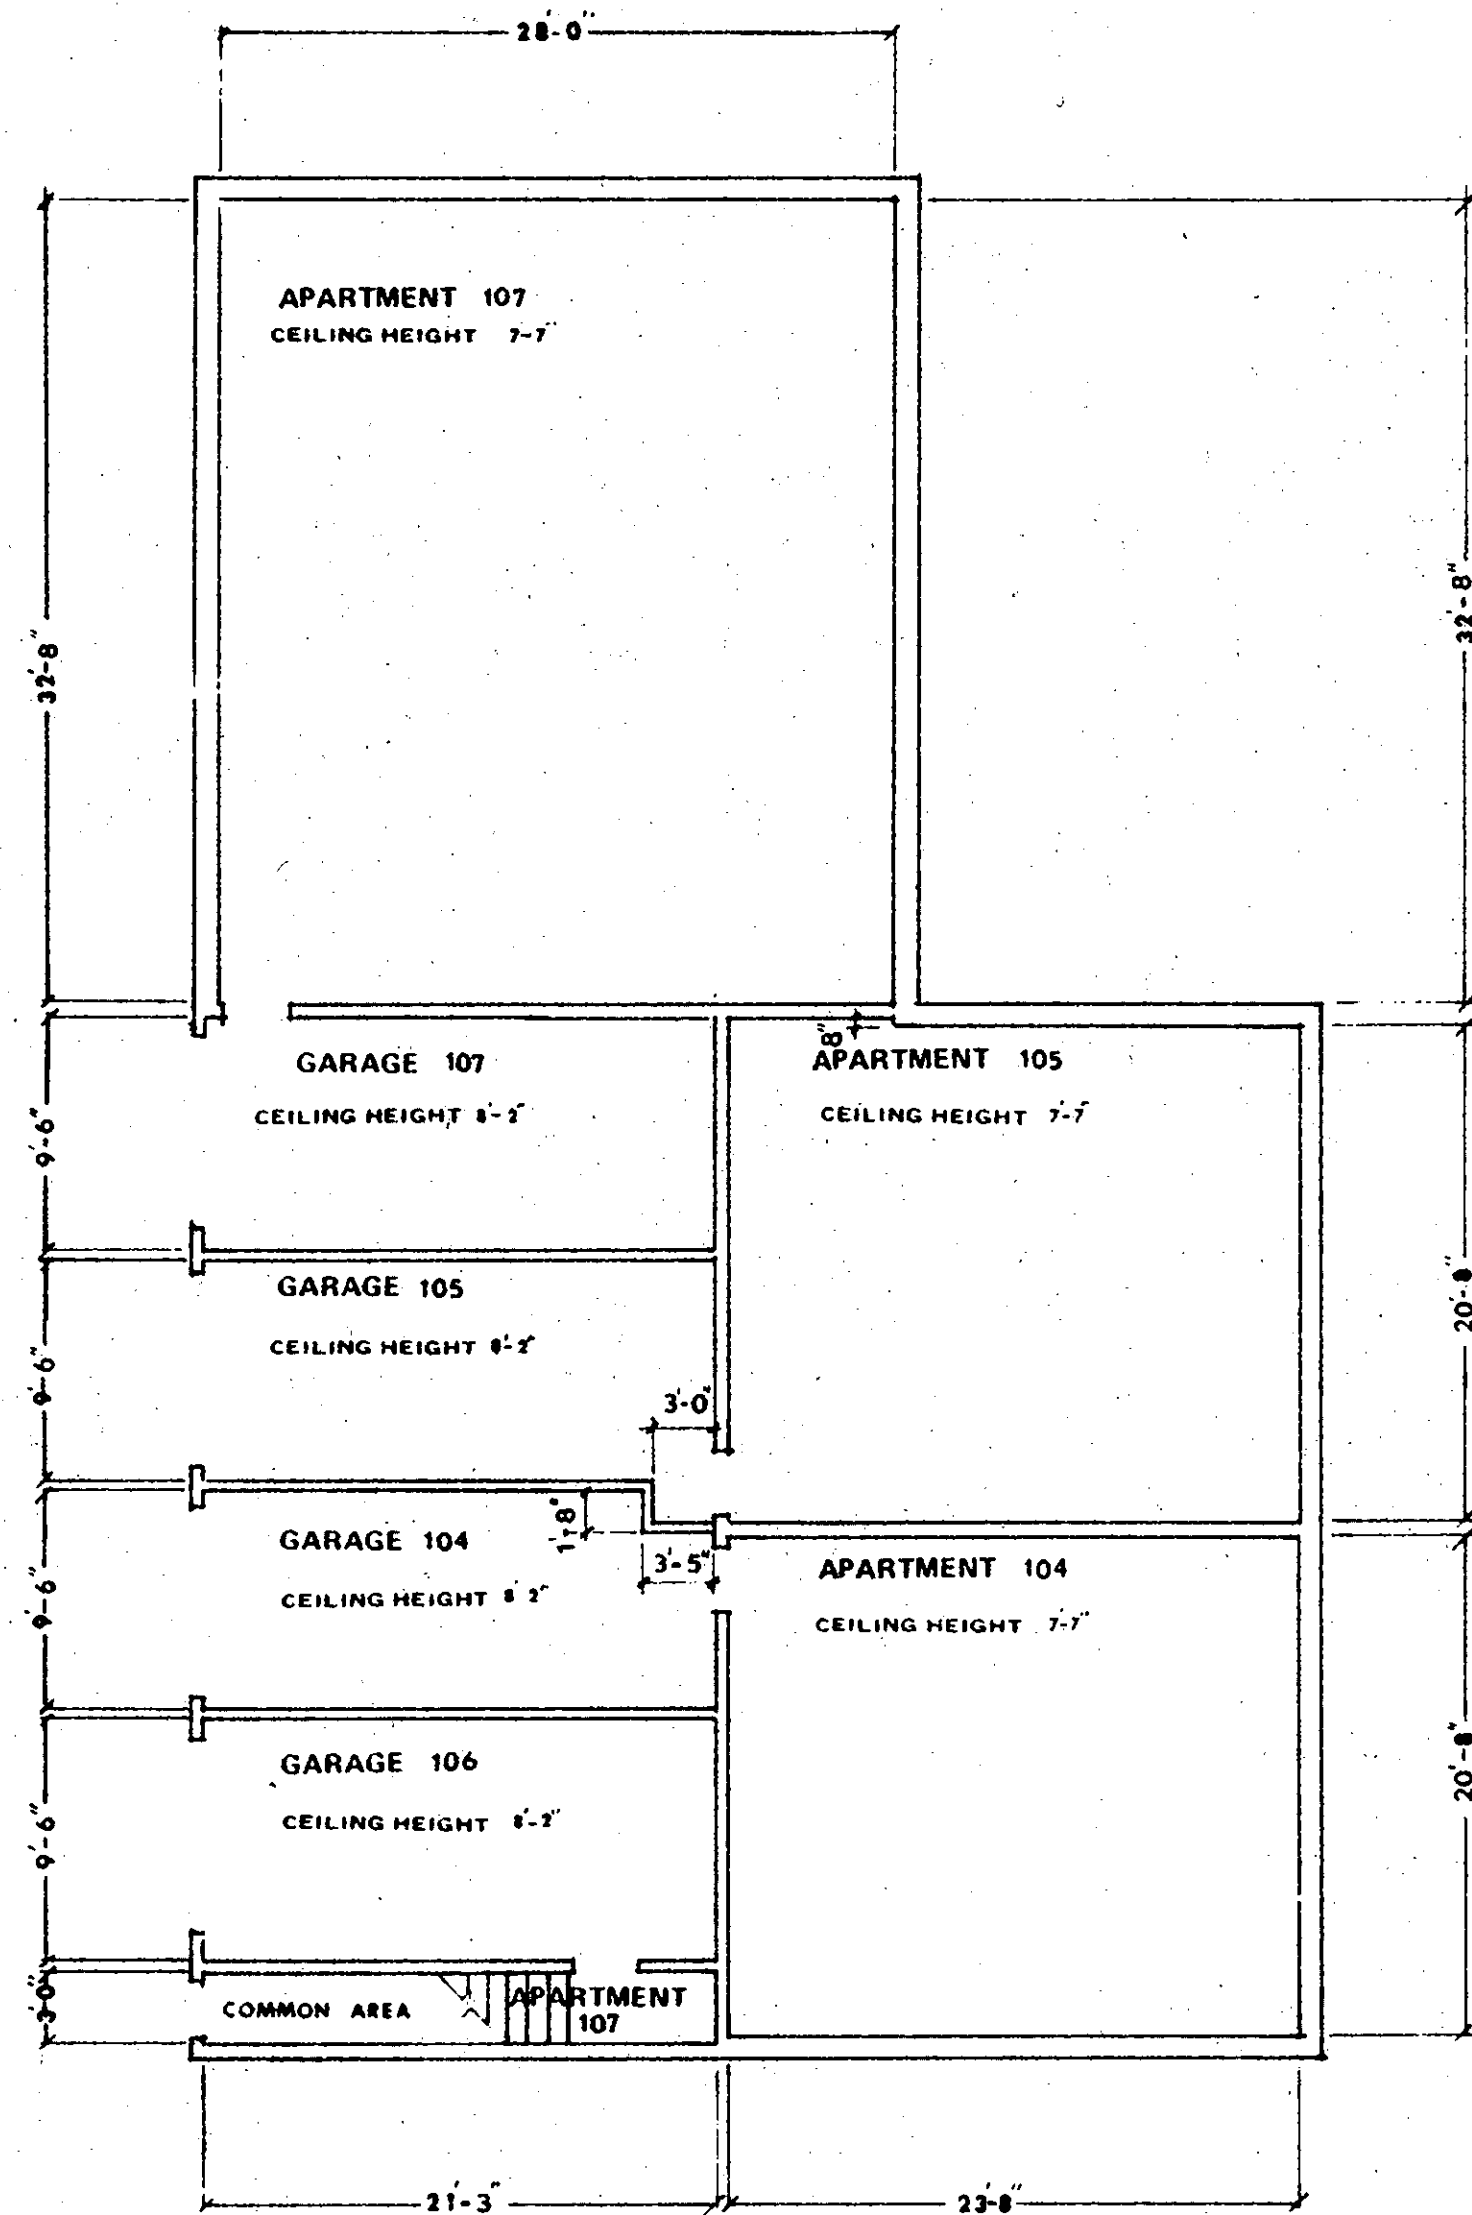 28'-0"
APARTMENT 107
CEILING HEIGHT 7-7"
32'-8"
32'-8"
8"
GARAGE 107
CEILING HEIGHT 8'-2"
APARTMENT 105
CEILING HEIGHT 7'-7"
9'-6"
GARAGE 105
CEILING HEIGHT 8'-2"
20'-8"
9'-6"
3'-0"
1'-8"
GARAGE 104
CEILING HEIGHT 8'2"
3'-5"
APARTMENT 104
CEILING HEIGHT 7'-7"
9'-6"
GARAGE 106
CEILING HEIGHT 8'-2"
9'-6"
20'-8"
3'-0"
COMMON AREA
APARTMENT
107
21'-3"
23'-8"